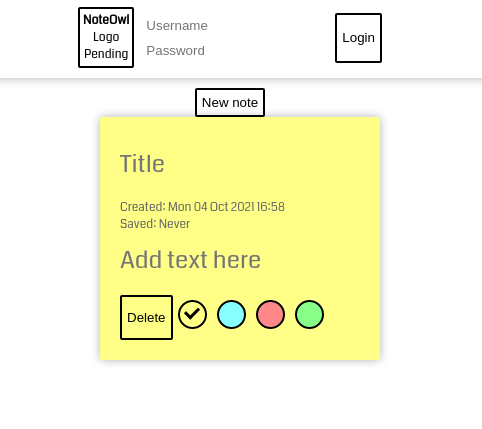 NoteOwl
Logo
Pending
Username
Password
Login
New note
Title
Created: Mon 04 Oct 2021 16:58
Saved: Never
Add text here
Delete